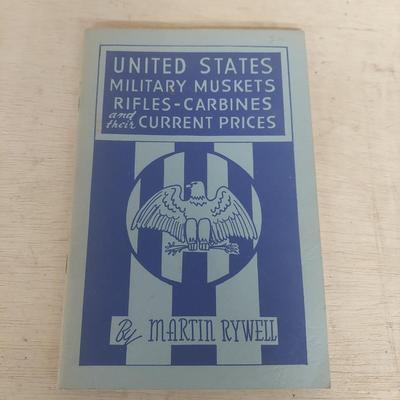 UNITED STATES
MILITARY MUSKETS
RIFLES-CARBINES
and their CURRENT PRICES
By MARTIN RYWELL